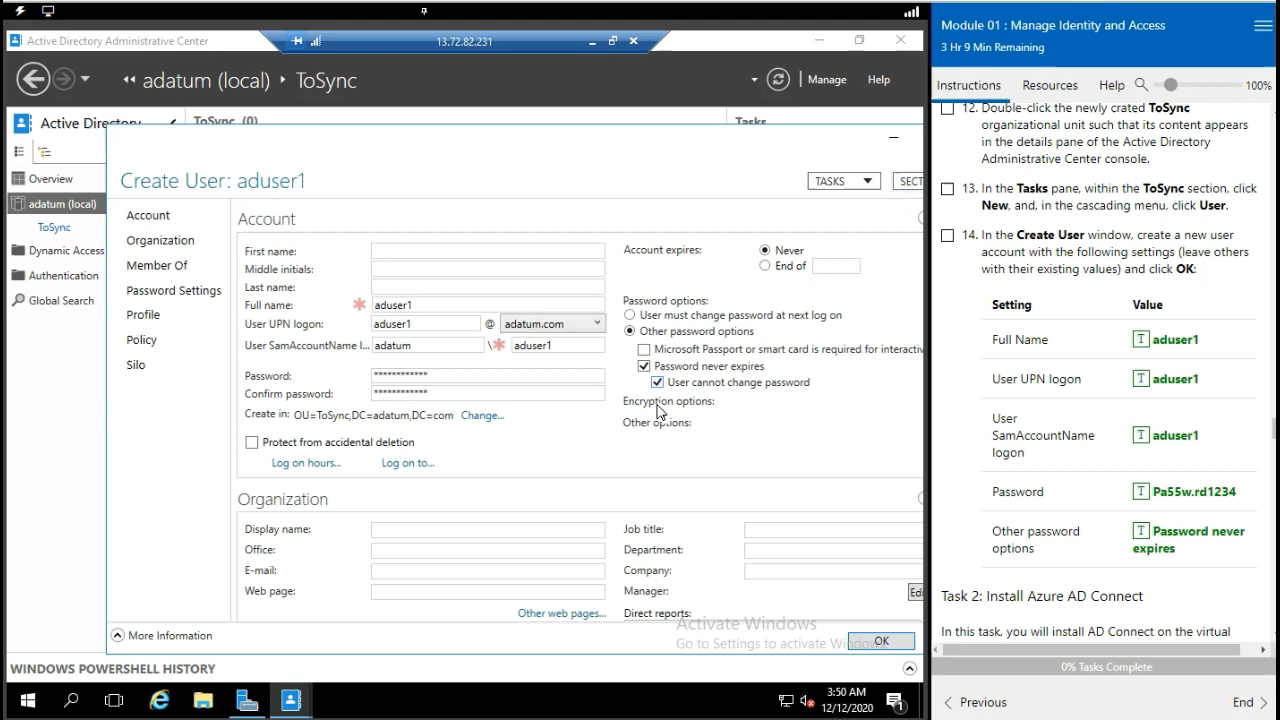 Active Directory Administrative Center
13.72.82.231
adatum (local) ToSync
Manage Help
Active Directory
ToSync (0)
Tasks
Overview
adatum (local)
ToSync
Dynamic Access
Authentication
Global Search
Create User: aduser1
TASKS
SECT
Account
Organization
Member Of
Password Settings
Profile
Policy
Silo
Account
First name:
Middle initials:
Last name:
Full name: aduser1
User UPN logon: aduser1 @ adatum.com
User SamAccountName l... adatum \ aduser1
Password: ************
Confirm password: ************
Create in: OU=ToSync,DC=adatum,DC=com Change...
Protect from accidental deletion
Log on hours... Log on to...
Account expires: Never
End of
Password options:
User must change password at next log on
Other password options
Microsoft Passport or smart card is required for interactiv
Password never expires
User cannot change password
Encryption options:
Other options:
Organization
Display name:
Office:
E-mail:
Web page:
Other web pages...
Job title:
Department:
Company:
Manager:
Edi
Direct reports:
Activate Windows
Go to Settings to activate Windows.
More Information
OK
WINDOWS POWERSHELL HISTORY
3:50 AM
12/12/2020
1
Module 01 : Manage Identity and Access
3 Hr 9 Min Remaining
Instructions Resources Help 100%
12. Double-click the newly crated ToSync
organizational unit such that its content appears
in the details pane of the Active Directory
Administrative Center console.
13. In the Tasks pane, within the ToSync section, click
New, and, in the cascading menu, click User.
14. In the Create User window, create a new user
account with the following settings (leave others
with their existing values) and click OK:
Setting Value
Full Name T aduser1
User UPN logon T aduser1
User
SamAccountName T aduser1
logon
Password T Pa55w.rd1234
Other password T Password never
options expires
Task 2: Install Azure AD Connect
In this task, you will install AD Connect on the virtual
0% Tasks Complete
Previous End